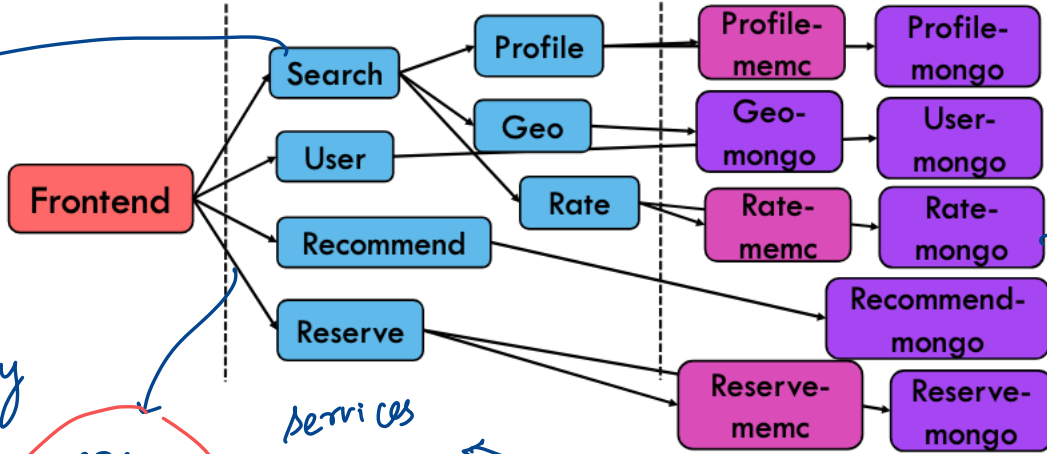 Profile-
memc
Profile-
mongo
Profile
Search
Geo-
mongo
User-
mongo
Geo
User
Frontend
Rate
Rate-
memc
Rate-
mongo
Recommend
Recommend-
mongo
Reserve
Reserve-
memc
Reserve-
mongo
services